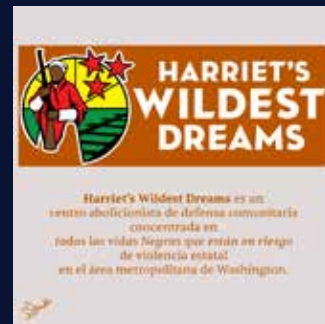 HARRIET'S
WILDEST
DREAMS
Harriet's Wildest Dreams es un
centro abolicionista de defensa comunitaria
concentrada en
todas las vidas Negras que están en riesgo
de violencia estatal
en el área metropolitana de Washington.